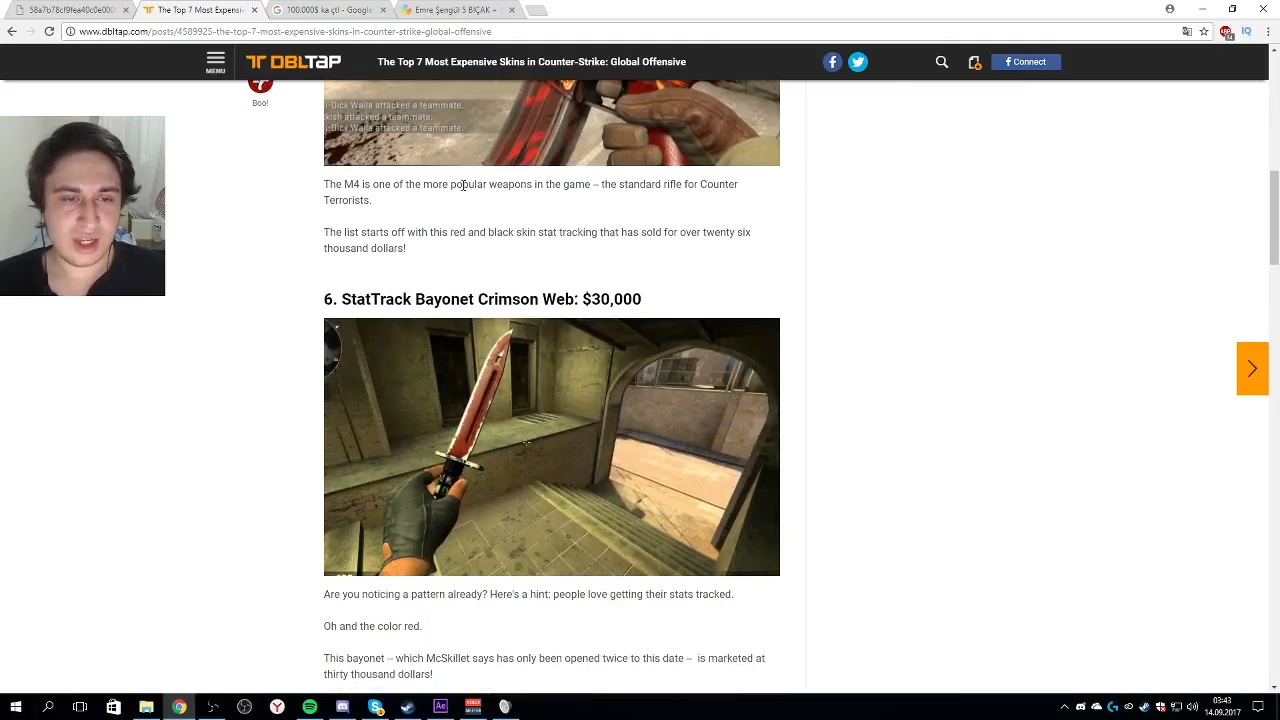 58a7b78cf9fea40c0e000
The Top 7 Most Expensi
100.000$ kaç tl - Google
Emre Şengül 5 BIÇAK -
www.dbltap.com/posts/4589925-the-top-7-most-expensive-skins-in-counter-strike-global-offensive
MENU
DBLTAP
The Top 7 Most Expensive Skins in Counter-Strike: Global Offensive
Connect
Boo!
i-Dick Walla attacked a teammate.
kish attacked a teammate.
i-Dick Walla attacked a teammate.
The M4 is one of the more popular weapons in the game -- the standard rifle for Counter
Terrorists.
The list starts off with this red and black skin stat tracking that has sold for over twenty six
thousand dollars!
6. StatTrack Bayonet Crimson Web: $30,000
Are you noticing a pattern already? Here's a hint: people love getting their stats tracked.
Oh and the color red.
This bayonet -- which McSkillet says has only been opened twice to this date -- is marketed at
thirty thousand dollars!
03:43
14.09.2017